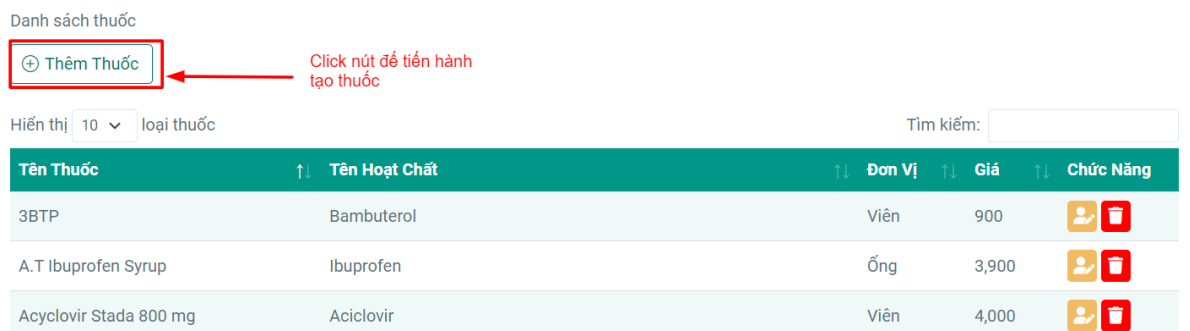 Danh sách thuốc
Thêm Thuốc
Click nút để tiến hành
tạo thuốc
Hiển thị 10 loại thuốc
Tìm kiếm:
Tên Thuốc Tên Hoạt Chất Đơn Vị Giá Chức Năng
3BTP Bambuterol Viên 900
A.T Ibuprofen Syrup Ibuprofen Ống 3,900
Acyclovir Stada 800 mg Aciclovir Viên 4,000